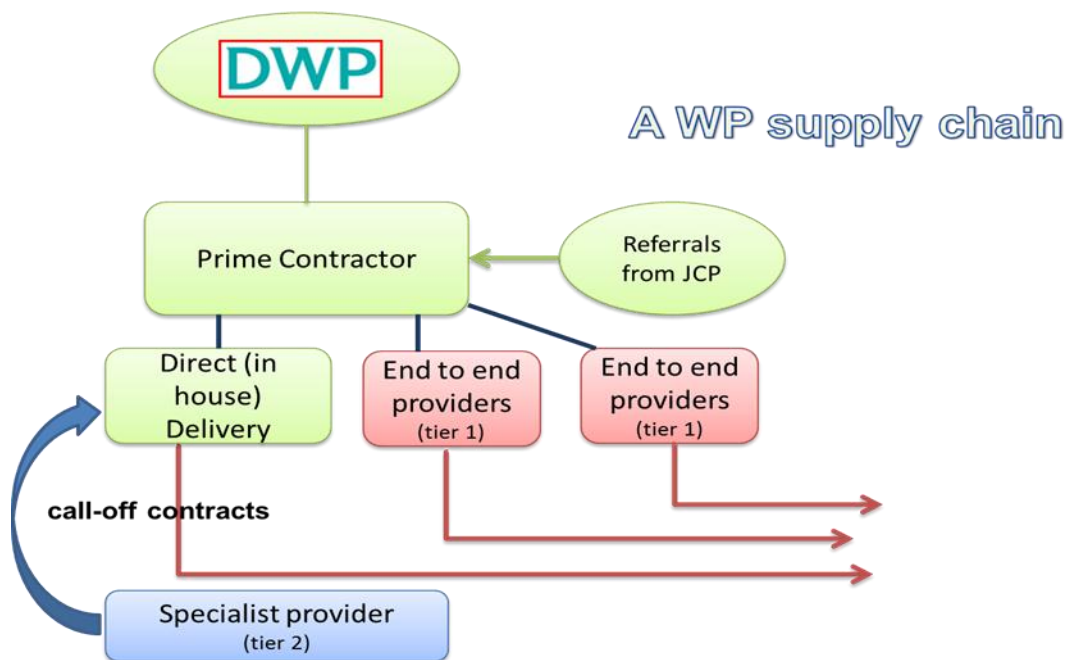 DWP
A WP supply chain
Prime Contractor
Referrals
from JCP
Direct (in
house)
Delivery
End to end
providers
(tier 1)
End to end
providers
(tier 1)
call-off contracts
Specialist provider
(tier 2)